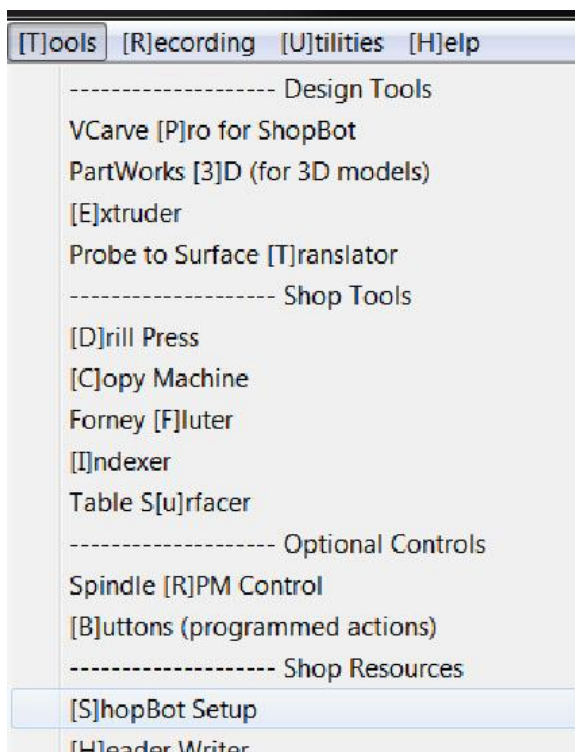 [T]ools [R]ecording [U]tilities [H]elp
-------------------- Design Tools
VCarve [P]ro for ShopBot
PartWorks [3]D (for 3D models)
[E]xtruder
Probe to Surface [T]ranslator
-------------------- Shop Tools
[D]rill Press
[C]opy Machine
Forney [F]luter
[I]ndexer
Table S[u]rfacer
-------------------- Optional Controls
Spindle [R]PM Control
[B]uttons (programmed actions)
-------------------- Shop Resources
[S]hopBot Setup
[H]eader Writer